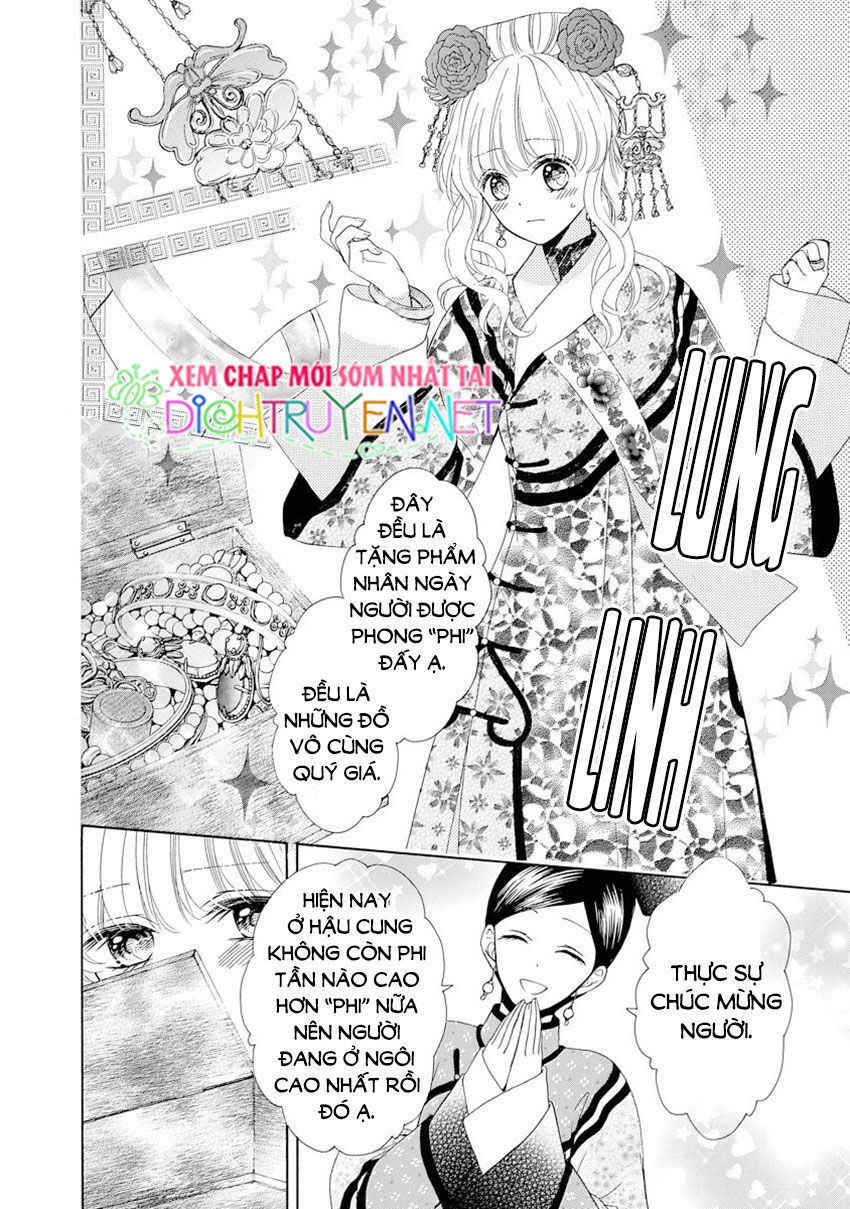 XEM CHAP MỚI SỚM NHẤT TẠI
DICHTRUYEN.NET
LUNG
LINH
ĐÂY
ĐỀU LÀ
TẶNG PHẨM
NHÂN NGÀY
NGƯỜI ĐƯỢC
PHONG "PHI"
ĐẤY Ạ.
ĐỀU LÀ
NHỮNG ĐỒ
VÔ CÙNG
QUÝ GIÁ.
THỰC SỰ
CHÚC MỪNG
NGƯỜI.
HIỆN NAY
Ở HẬU CUNG
KHÔNG CÒN PHI
TẦN NÀO CAO
HƠN "PHI" NỮA
NÊN NGƯỜI
ĐANG Ở NGÔI
CAO NHẤT RỒI
ĐÓ Ạ.